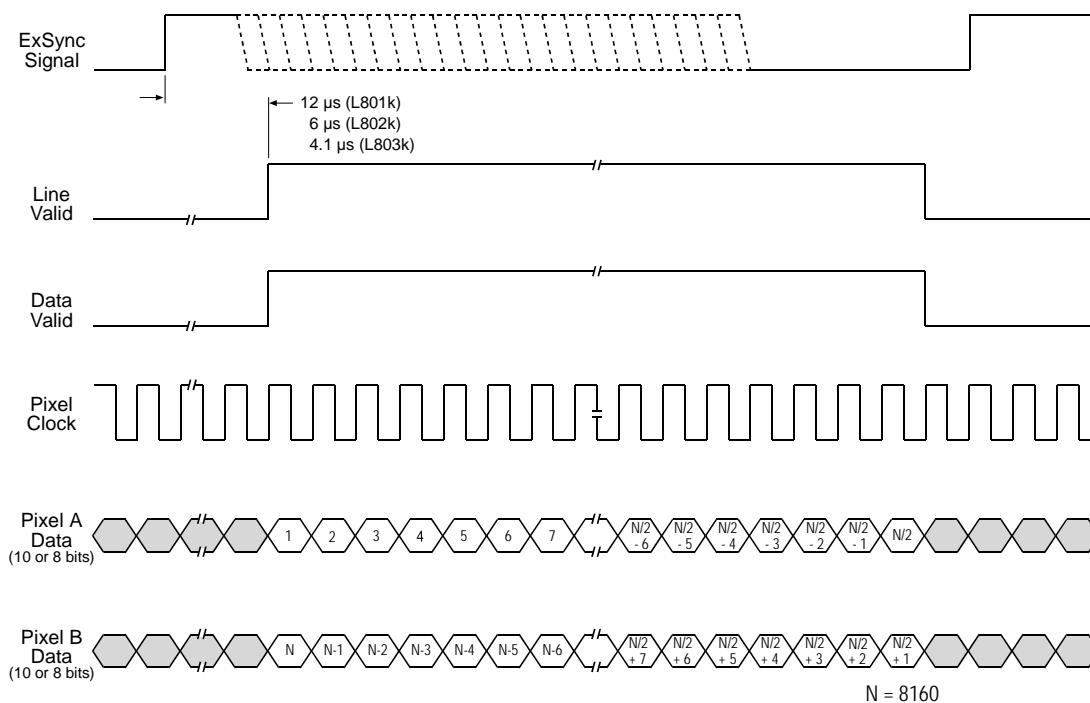 ExSync
Signal
12 µs (L801k)
6 µs (L802k)
4.1 µs (L803k)
Line
Valid
Data
Valid
Pixel
Clock
Pixel A
Data
(10 or 8 bits)
1 2 3 4 5 6 7 N/2 - 6 N/2 - 5 N/2 - 4 N/2 - 3 N/2 - 2 N/2 - 1 N/2
Pixel B
Data
(10 or 8 bits)
N N-1 N-2 N-3 N-4 N-5 N-6 N/2 + 7 N/2 + 6 N/2 + 5 N/2 + 4 N/2 + 3 N/2 + 2 N/2 + 1
N = 8160